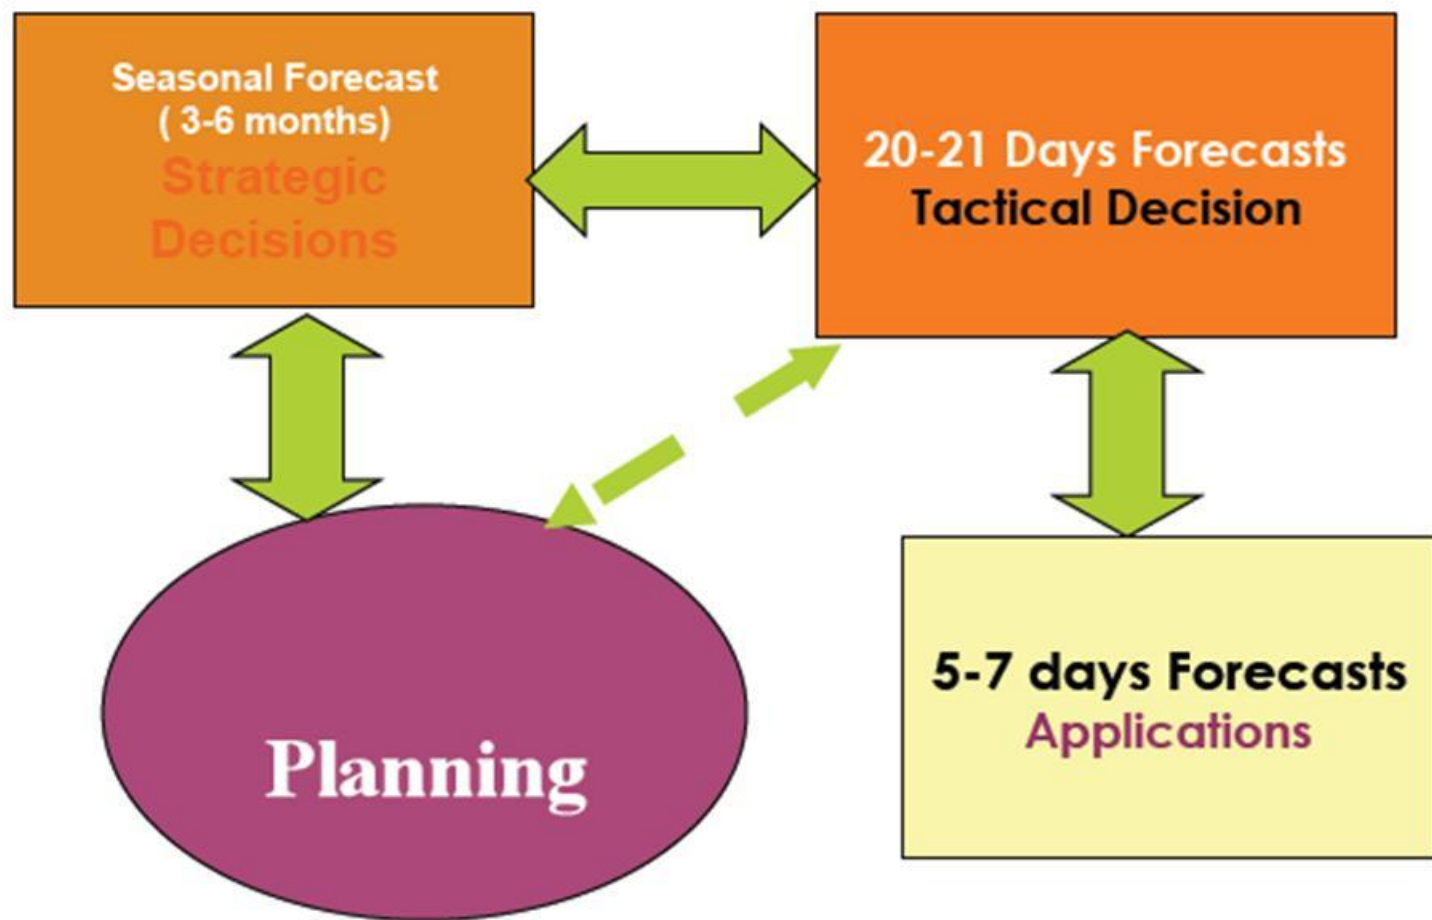 Seasonal Forecast
( 3-6 months)
Strategic
Decisions
20-21 Days Forecasts
Tactical Decision
5-7 days Forecasts
Applications
Planning